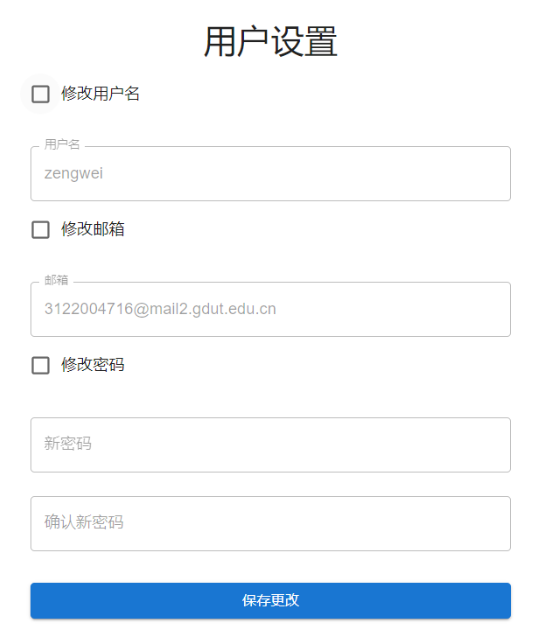 用户设置
修改用户名
用户名
zengwei
修改邮箱
邮箱
3122004716@mail2.gdut.edu.cn
修改密码
新密码
确认新密码
保存更改